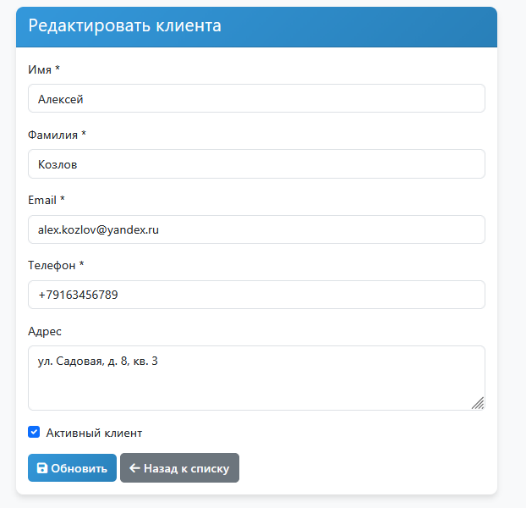 Редактировать клиента
Имя *
Алексей
Фамилия *
Козлов
Email *
alex.kozlov@yandex.ru
Телефон *
+79163456789
Адрес
ул. Садовая, д. 8, кв. 3
Активный клиент
Обновить ← Назад к списку